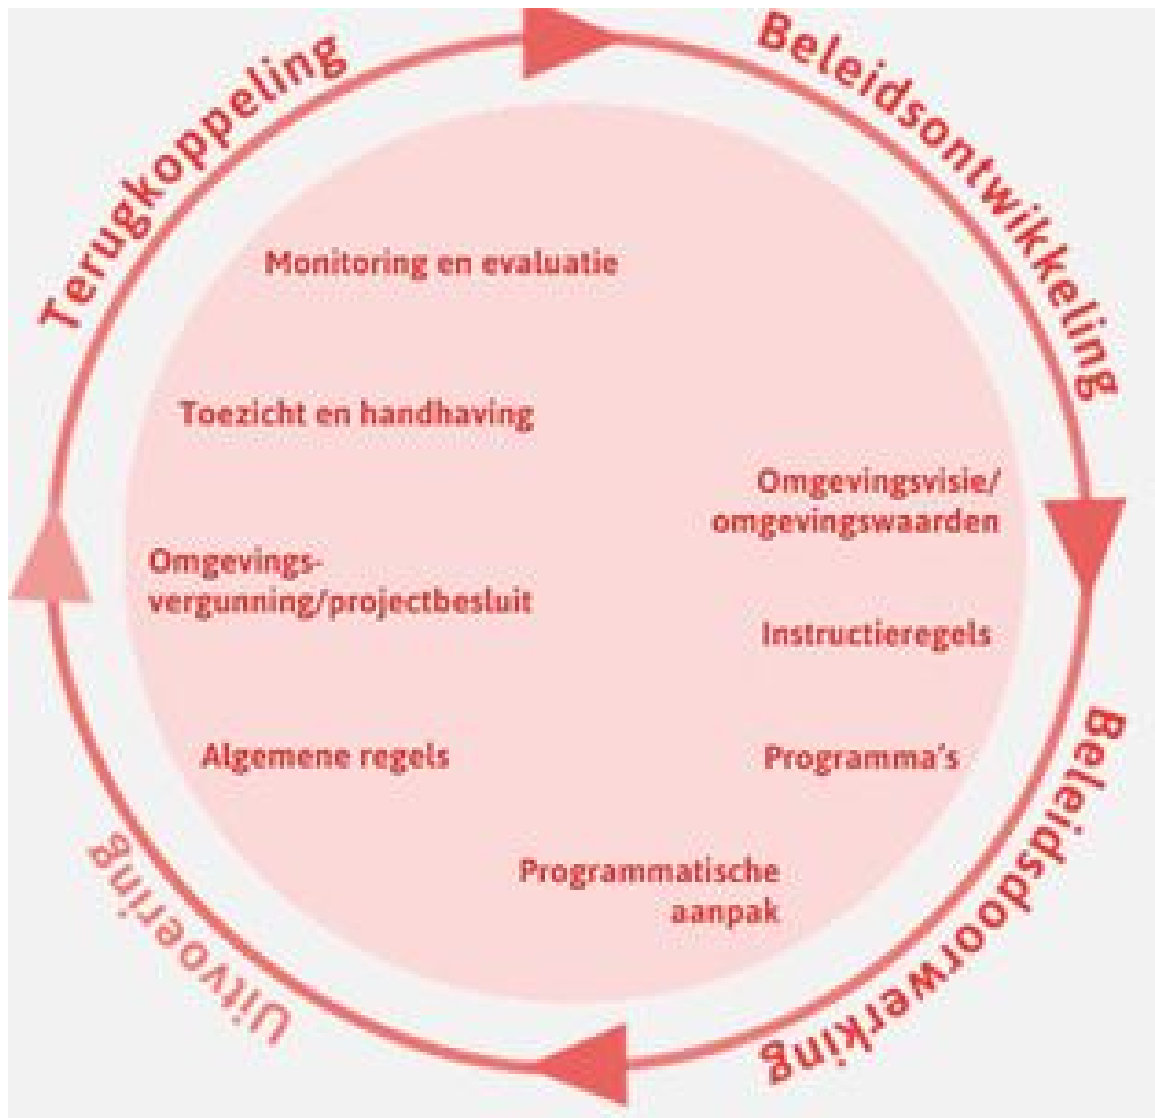 Terugkoppeling
Beleidsontwikkeling
Monitoring en evaluatie
Toezicht en handhaving
Omgevingsvisie/
omgevingswaarden
Omgevings-
vergunning/projectbesluit
Instructieregels
Algemene regels
Programma's
Programmatische
aanpak
Uitvoering
Beleidsdoorwerking